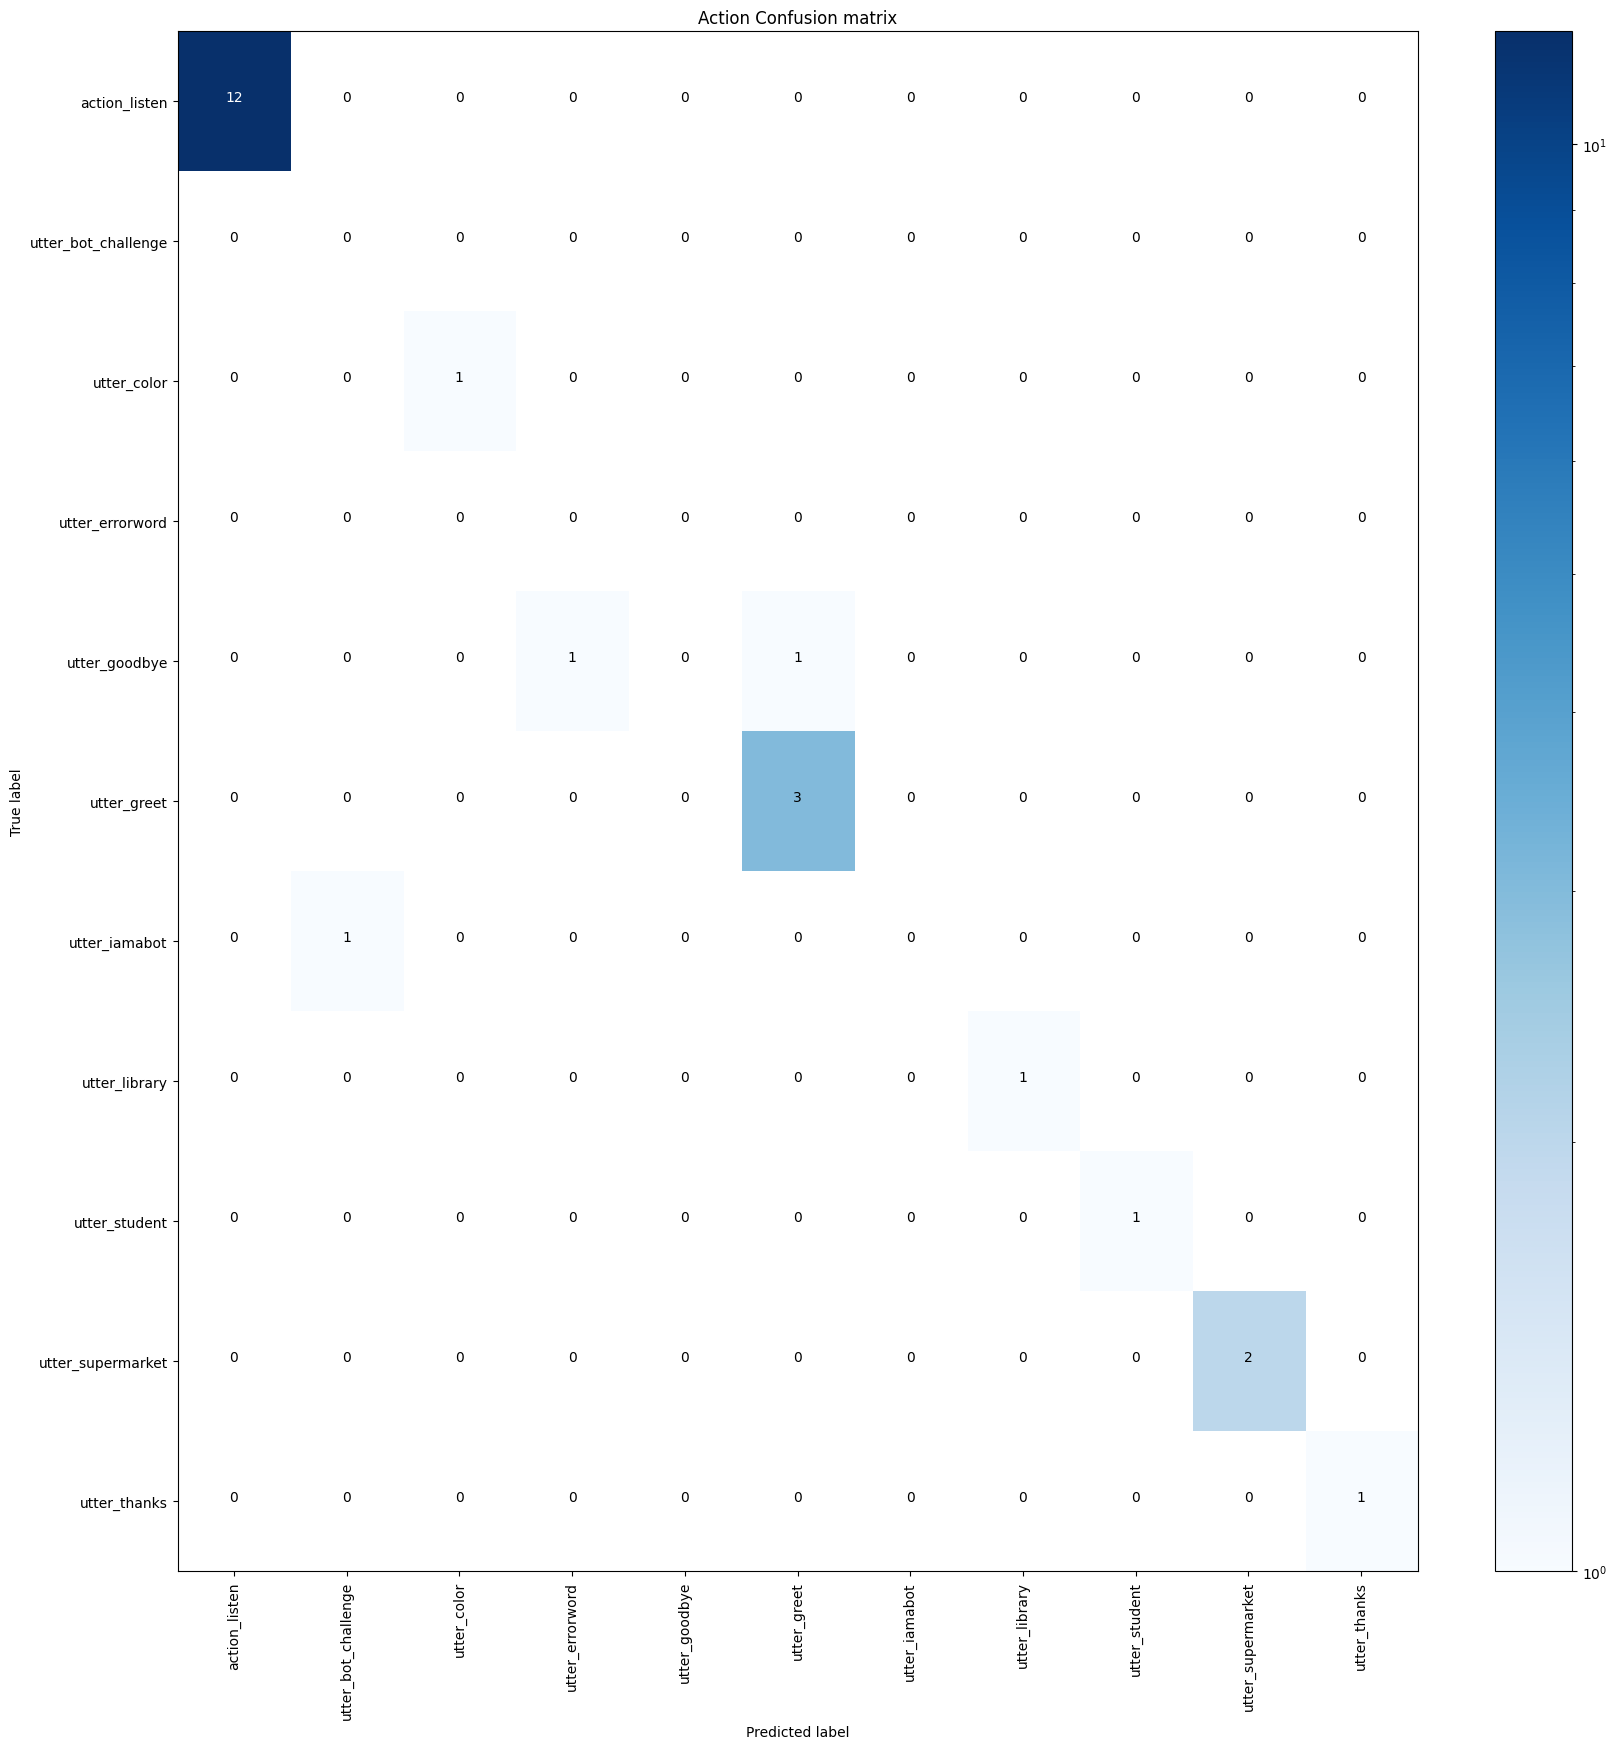 Action Confusion matrix
action_listen 12 0 0 0 0 0 0 0 0 0 0
utter_bot_challenge 0 0 0 0 0 0 0 0 0 0 0
utter_color 0 0 1 0 0 0 0 0 0 0 0
utter_errorword 0 0 0 0 0 0 0 0 0 0 0
utter_goodbye 0 0 0 1 0 1 0 0 0 0 0
utter_greet 0 0 0 0 0 3 0 0 0 0 0
utter_iamabot 0 1 0 0 0 0 0 0 0 0 0
utter_library 0 0 0 0 0 0 0 1 0 0 0
utter_student 0 0 0 0 0 0 0 0 1 0 0
utter_supermarket 0 0 0 0 0 0 0 0 0 2 0
utter_thanks 0 0 0 0 0 0 0 0 0 0 1
True label
action_listen
utter_bot_challenge
utter_color
utter_errorword
utter_goodbye
utter_greet
utter_iamabot
utter_library
utter_student
utter_supermarket
utter_thanks
Predicted label
10¹
10⁰